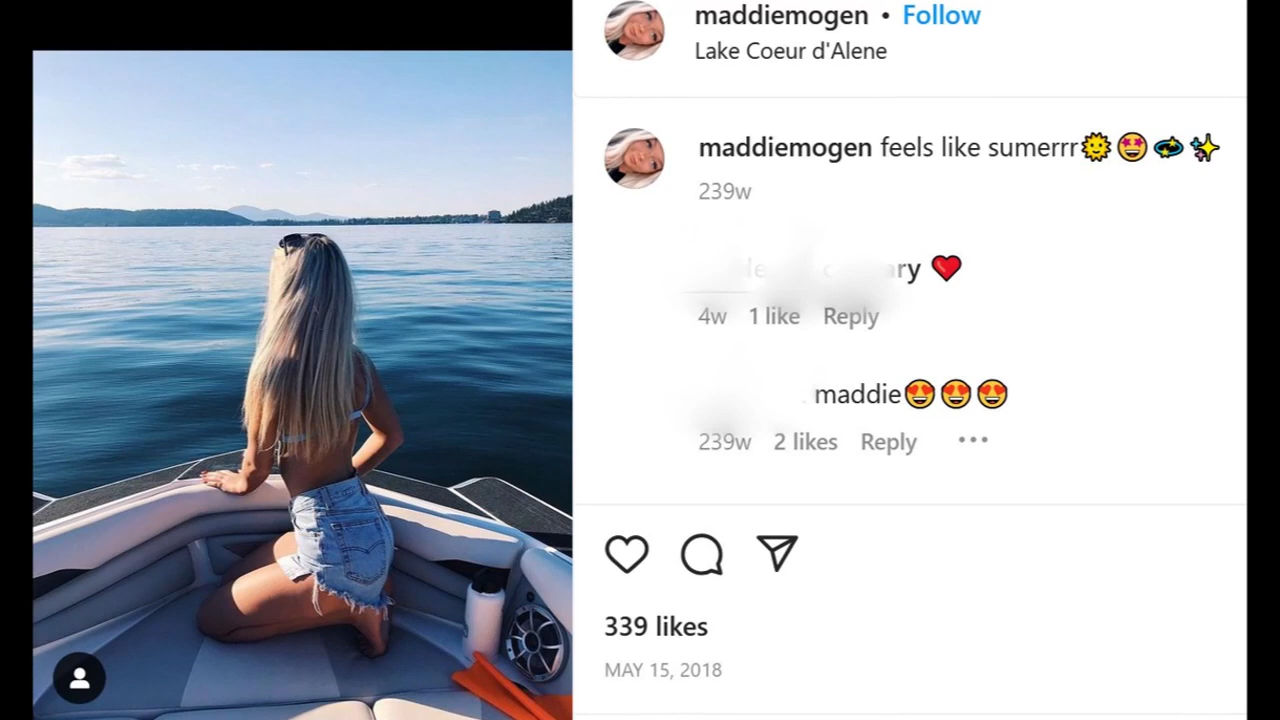 maddiemogen • Follow
Lake Coeur d'Alene
maddiemogen feels like sumerrr🌞🤩💫✨
239w
ary ❤️
4w 1 like Reply
maddie😍😍😍
239w 2 likes Reply •••
339 likes
MAY 15, 2018